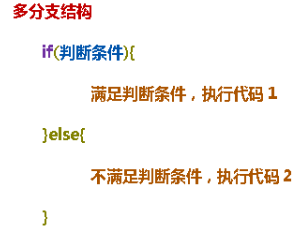 多分支结构
if(判断条件){
满足判断条件，执行代码1
}else{
不满足判断条件，执行代码2
}